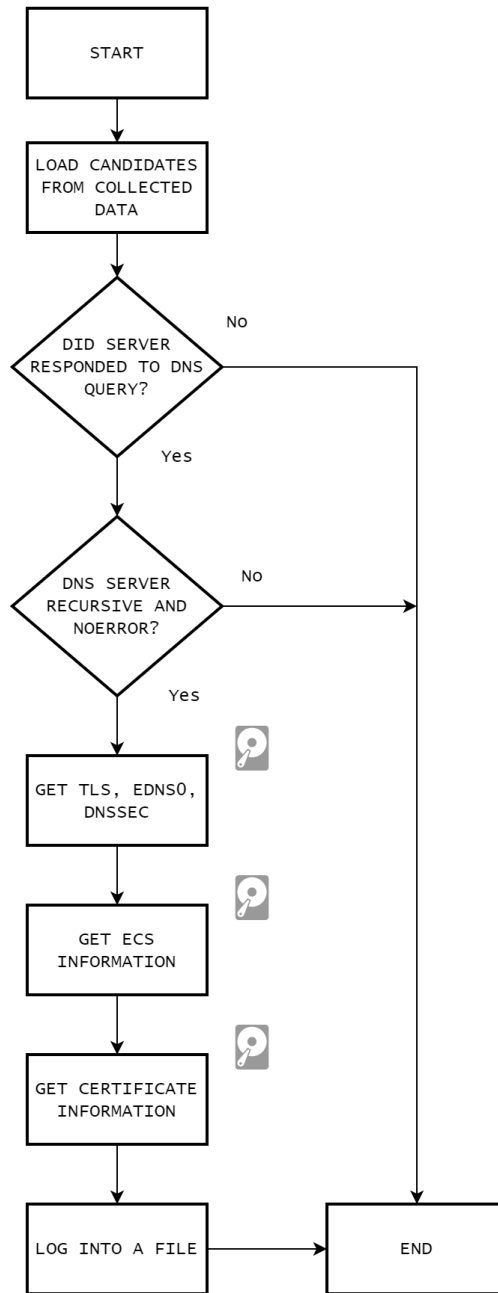 START
LOAD CANDIDATES
FROM COLLECTED
DATA
No
DID SERVER
RESPONDED TO DNS
QUERY?
Yes
No
DNS SERVER
RECURSIVE AND
NOERROR?
Yes
GET TLS, EDNS0,
DNSSEC
GET ECS
INFORMATION
GET CERTIFICATE
INFORMATION
LOG INTO A FILE
END